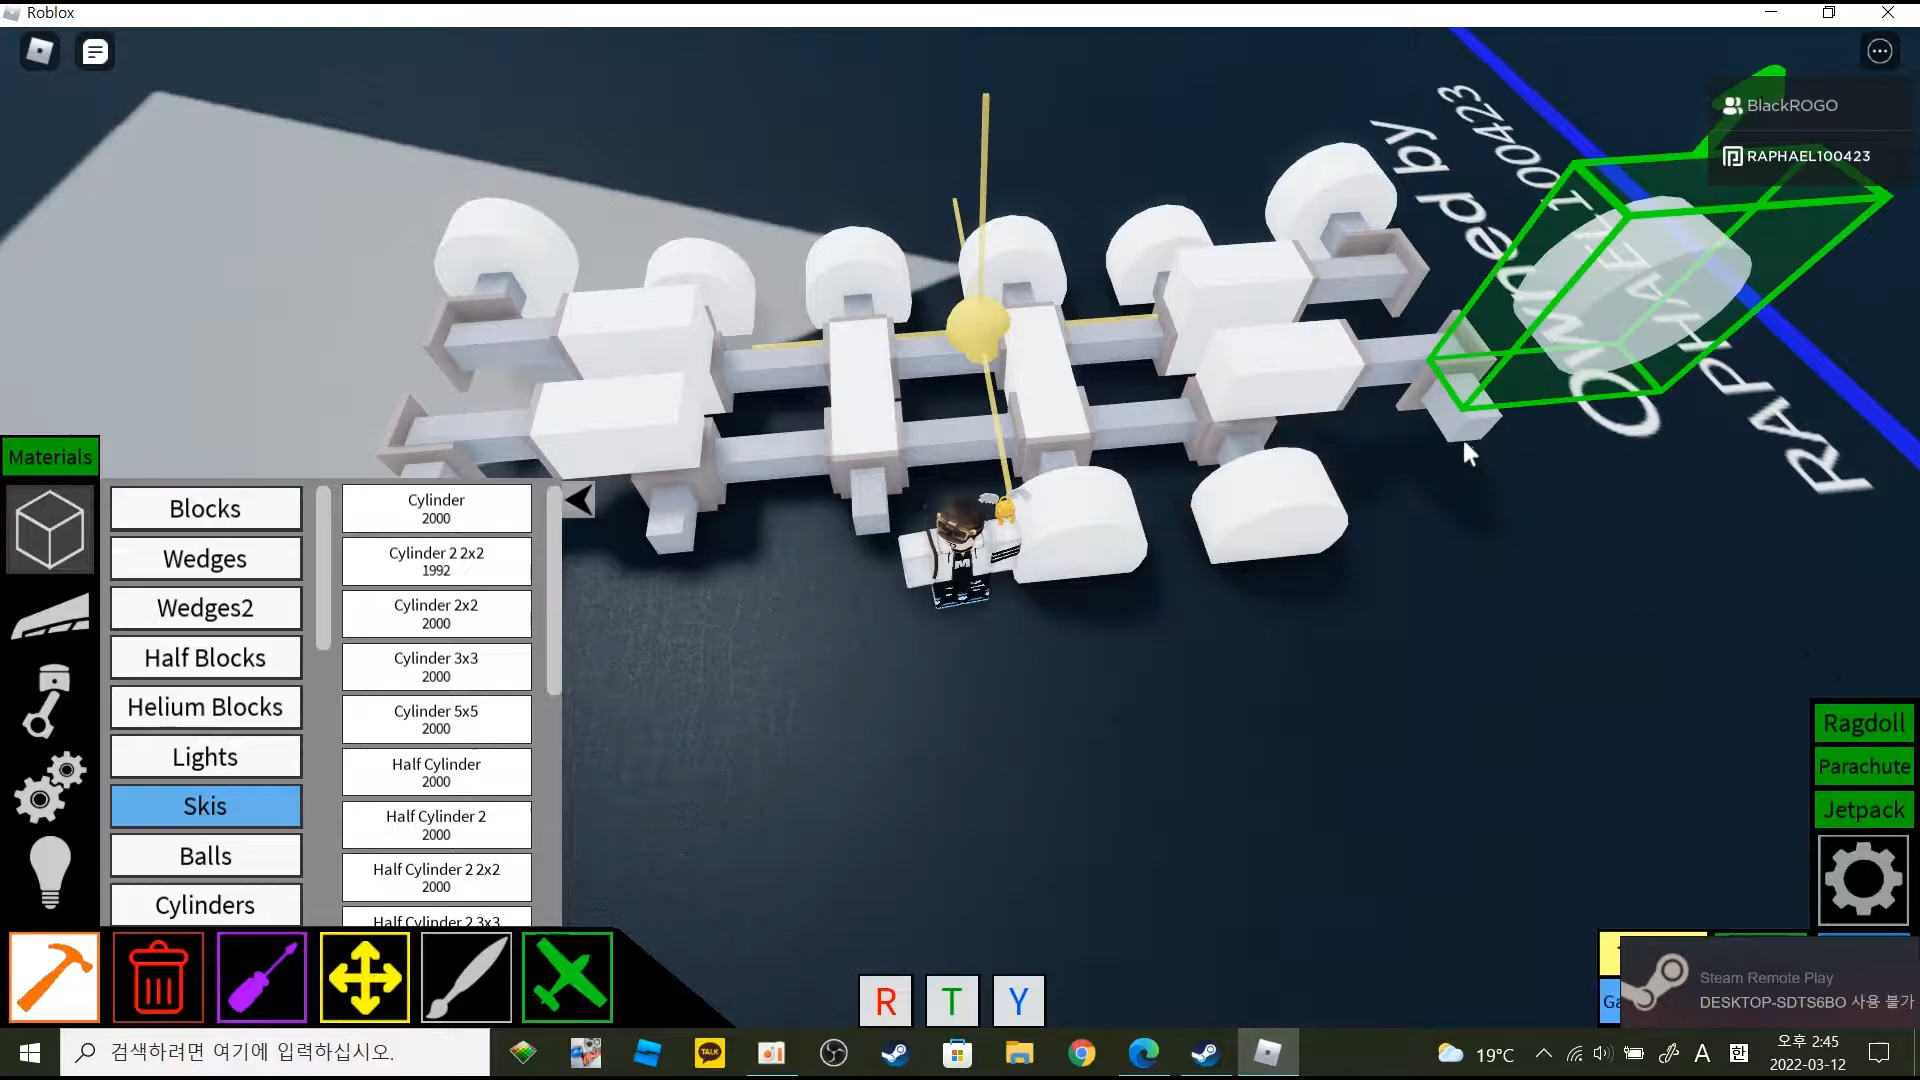 Roblox
BlackROGO
RAPHAEL100423
Owned by
RAPHAEL100423
Materials
Blocks
Wedges
Wedges2
Half Blocks
Helium Blocks
Lights
Skis
Balls
Cylinders
Cylinder
2000
Cylinder 2 2x2
1992
Cylinder 2x2
2000
Cylinder 3x3
2000
Cylinder 5x5
2000
Half Cylinder
2000
Half Cylinder 2
2000
Half Cylinder 2 2x2
2000
Half Cylinder 2 3x3
M
Ragdoll
Parachute
Jetpack
R
T
Y
Steam Remote Play
DESKTOP-SDTS6BO 사용 불가
검색하려면 여기에 입력하십시오.
TALK
19°C
A
한
오후 2:45
2022-03-12